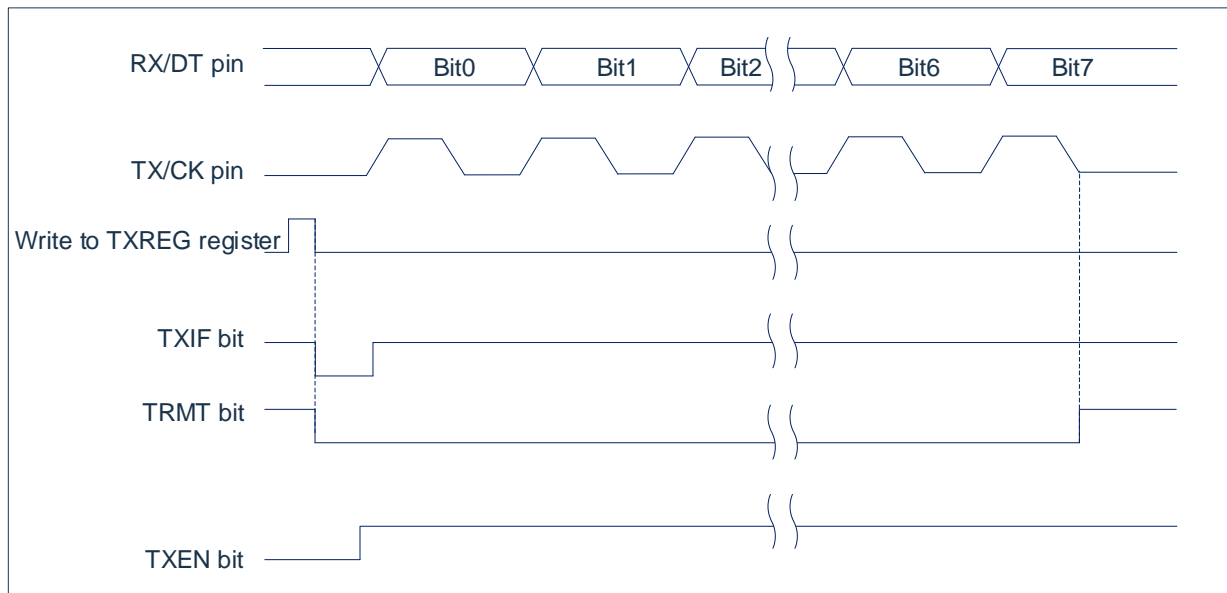 RX/DT pin
Bit0 Bit1 Bit2 Bit6 Bit7
TX/CK pin
Write to TXREG register
TXIF bit
TRMT bit
TXEN bit